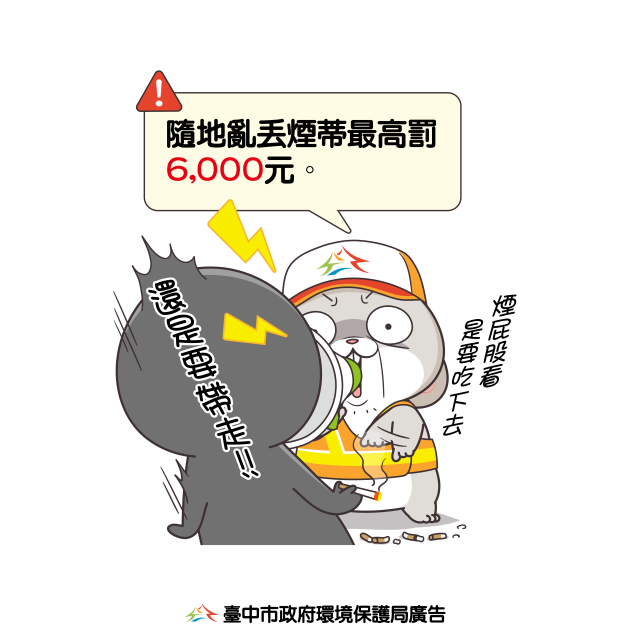 隨地亂丟煙蒂最高罰
6,000元。
煙屁股看
是要吃下去
還是要帶走!!
臺中市政府環境保護局廣告